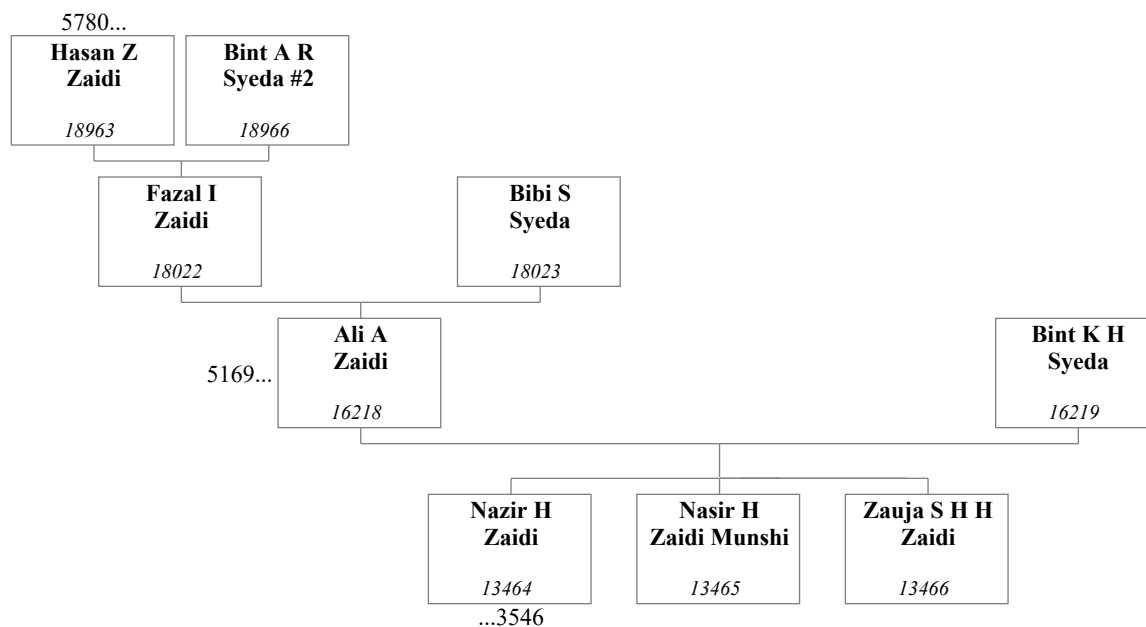 5780...
Hasan Z
Zaidi
18963
Bint A R
Syeda #2
18966
Fazal I
Zaidi
18022
Bibi S
Syeda
18023
5169...
Ali A
Zaidi
16218
Bint K H
Syeda
16219
Nazir H
Zaidi
13464
...3546
Nasir H
Zaidi Munshi
13465
Zauja S H H
Zaidi
13466